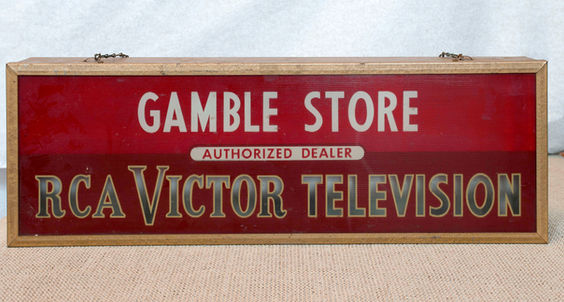 GAMBLE STORE
AUTHORIZED DEALER
RCA VICTOR TELEVISION